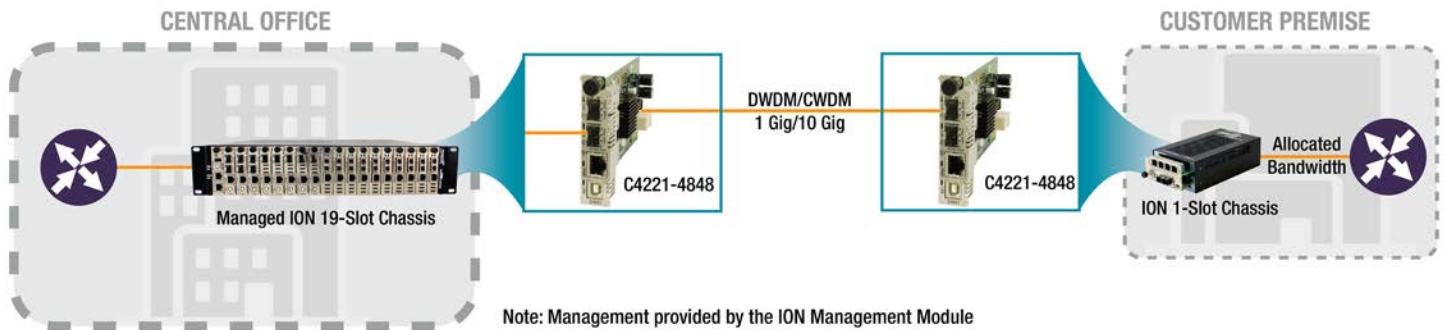 CENTRAL OFFICE
CUSTOMER PREMISE
DWDM/CWDM
1 Gig/10 Gig
C4221-4848
C4221-4848
Allocated
Bandwidth
Managed ION 19-Slot Chassis
ION 1-Slot Chassis
Note: Management provided by the ION Management Module